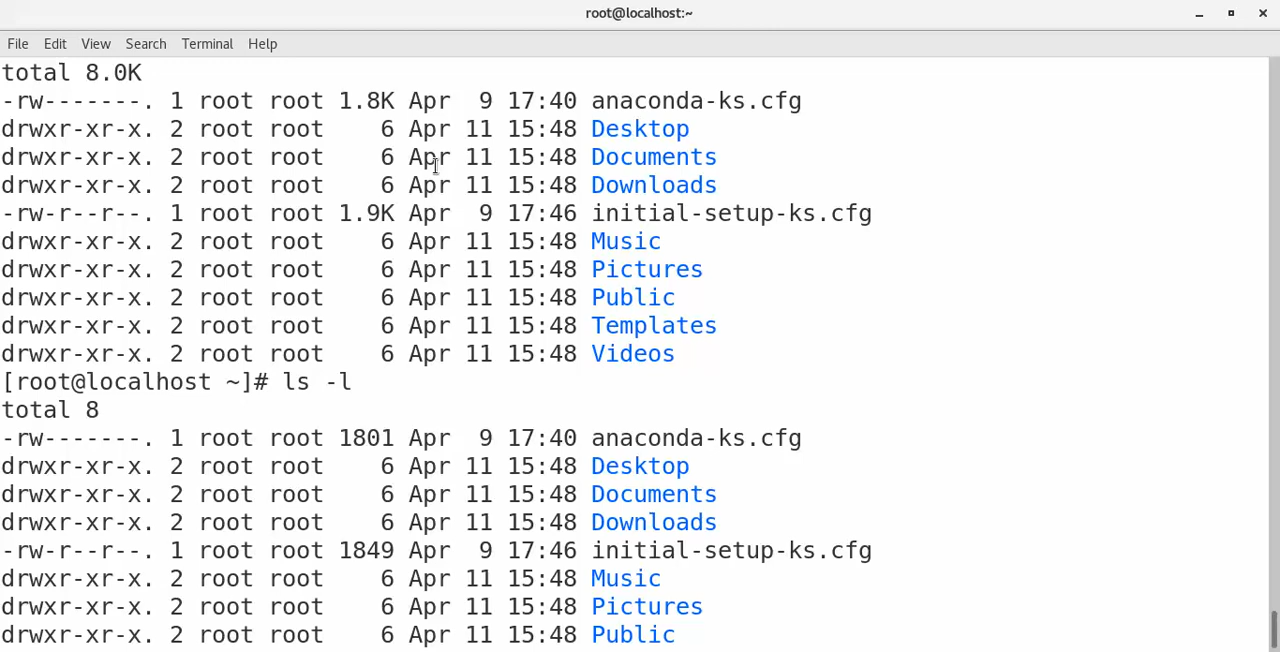 root@localhost:~
File Edit View Search Terminal Help
total 8.0K
-rw-------. 1 root root 1.8K Apr  9 17:40 anaconda-ks.cfg
drwxr-xr-x. 2 root root    6 Apr 11 15:48 Desktop
drwxr-xr-x. 2 root root    6 Apr 11 15:48 Documents
drwxr-xr-x. 2 root root    6 Apr 11 15:48 Downloads
-rw-r--r--. 1 root root 1.9K Apr  9 17:46 initial-setup-ks.cfg
drwxr-xr-x. 2 root root    6 Apr 11 15:48 Music
drwxr-xr-x. 2 root root    6 Apr 11 15:48 Pictures
drwxr-xr-x. 2 root root    6 Apr 11 15:48 Public
drwxr-xr-x. 2 root root    6 Apr 11 15:48 Templates
drwxr-xr-x. 2 root root    6 Apr 11 15:48 Videos
[root@localhost ~]# ls -l
total 8
-rw-------. 1 root root 1801 Apr  9 17:40 anaconda-ks.cfg
drwxr-xr-x. 2 root root    6 Apr 11 15:48 Desktop
drwxr-xr-x. 2 root root    6 Apr 11 15:48 Documents
drwxr-xr-x. 2 root root    6 Apr 11 15:48 Downloads
-rw-r--r--. 1 root root 1849 Apr  9 17:46 initial-setup-ks.cfg
drwxr-xr-x. 2 root root    6 Apr 11 15:48 Music
drwxr-xr-x. 2 root root    6 Apr 11 15:48 Pictures
drwxr-xr-x. 2 root root    6 Apr 11 15:48 Public